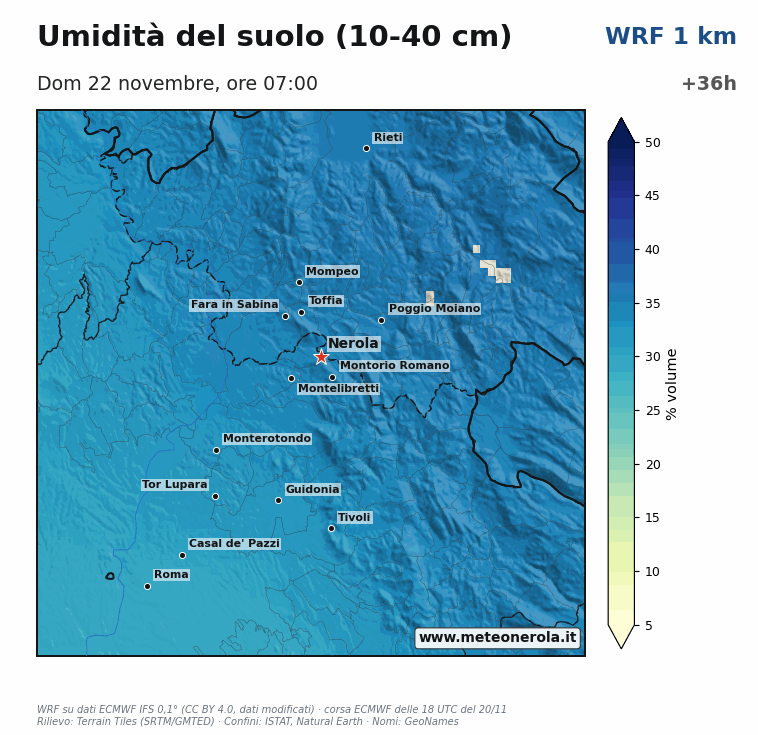 Umidità del suolo (10-40 cm)
WRF 1 km
Dom 22 novembre, ore 07:00
+36h
Rieti
Mompeo
Toffia
Fara in Sabina
Poggio Moiano
Nerola
Montorio Romano
Montelibretti
Monterotondo
Tor Lupara
Guidonia
Tivoli
Casal de' Pazzi
Roma
www.meteonerola.it
50
45
40
35
30
25
20
15
10
5
% volume
WRF su dati ECMWF IFS 0,1° (CC BY 4.0, dati modificati) · corsa ECMWF delle 18 UTC del 20/11
Rilievo: Terrain Tiles (SRTM/GMTED) · Confini: ISTAT, Natural Earth · Nomi: GeoNames